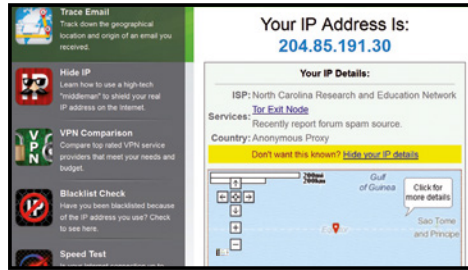 Trace Email
Track down the geographical
location and origin of an email you
received.
Hide IP
Learn how to use a high-tech
"middleman" to shield your real
IP address on the internet.
VPN
VPN Comparison
Compare top rated VPN service
providers that meet your needs and
budget.
IP
Blacklist Check
Have you been blacklisted because
of the IP address you use? Check
to see here.
Speed Test
Your IP Address Is:
204.85.191.30
Your IP Details:
ISP: North Carolina Research and Education Network
Services: Tor Exit Node
Recently report forum spam source.
Country: Anonymous Proxy
Don't want this known? Hide your IP details
Gulf
of Guinea
Click for
more details
Sao Tome
and Principe